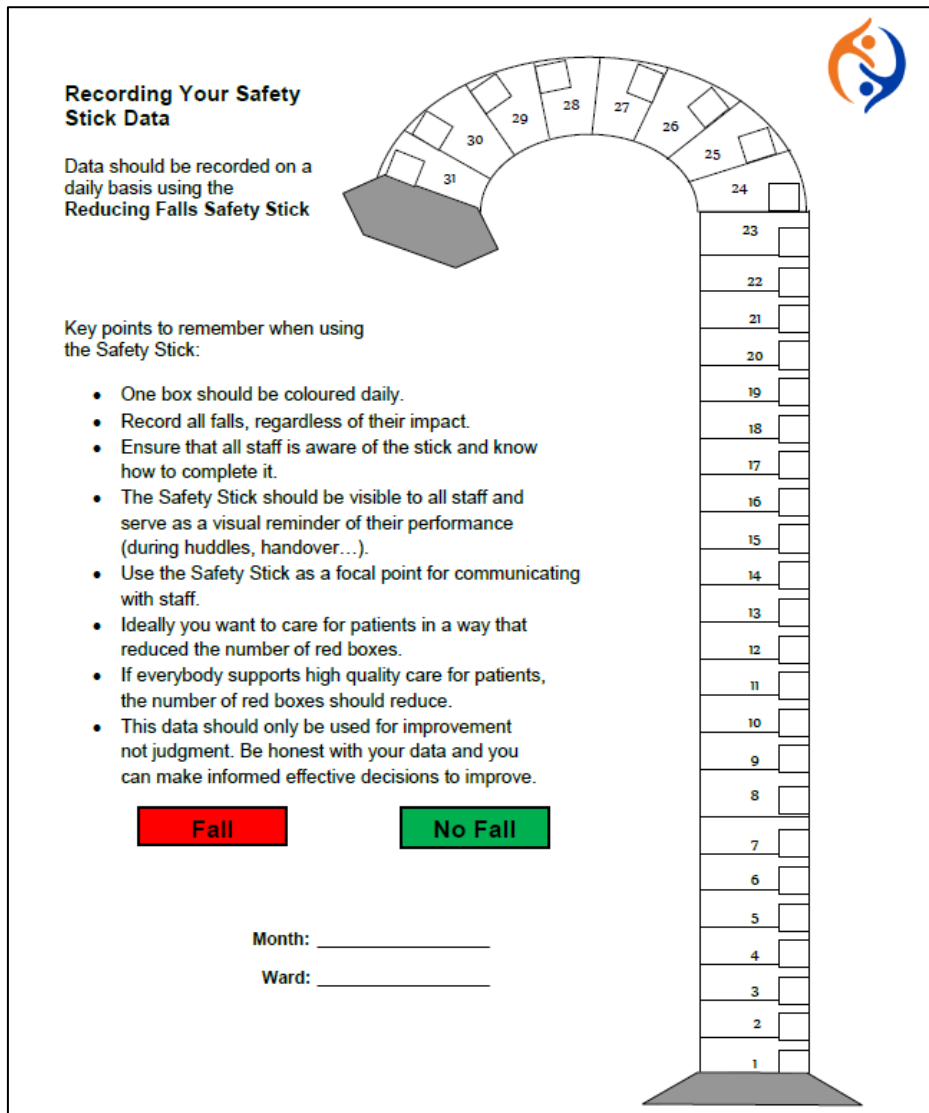 Recording Your Safety
Stick Data
Data should be recorded on a
daily basis using the
Reducing Falls Safety Stick
Key points to remember when using
the Safety Stick:
• One box should be coloured daily.
• Record all falls, regardless of their impact.
• Ensure that all staff is aware of the stick and know
how to complete it.
• The Safety Stick should be visible to all staff and
serve as a visual reminder of their performance
(during huddles, handover…).
• Use the Safety Stick as a focal point for communicating
with staff.
• Ideally you want to care for patients in a way that
reduced the number of red boxes.
• If everybody supports high quality care for patients,
the number of red boxes should reduce.
• This data should only be used for improvement
not judgment. Be honest with your data and you
can make informed effective decisions to improve.
Fall
No Fall
Month:
Ward:
31
30
29
28
27
26
25
24
23
22
21
20
19
18
17
16
15
14
13
12
11
10
9
8
7
6
5
4
3
2
1